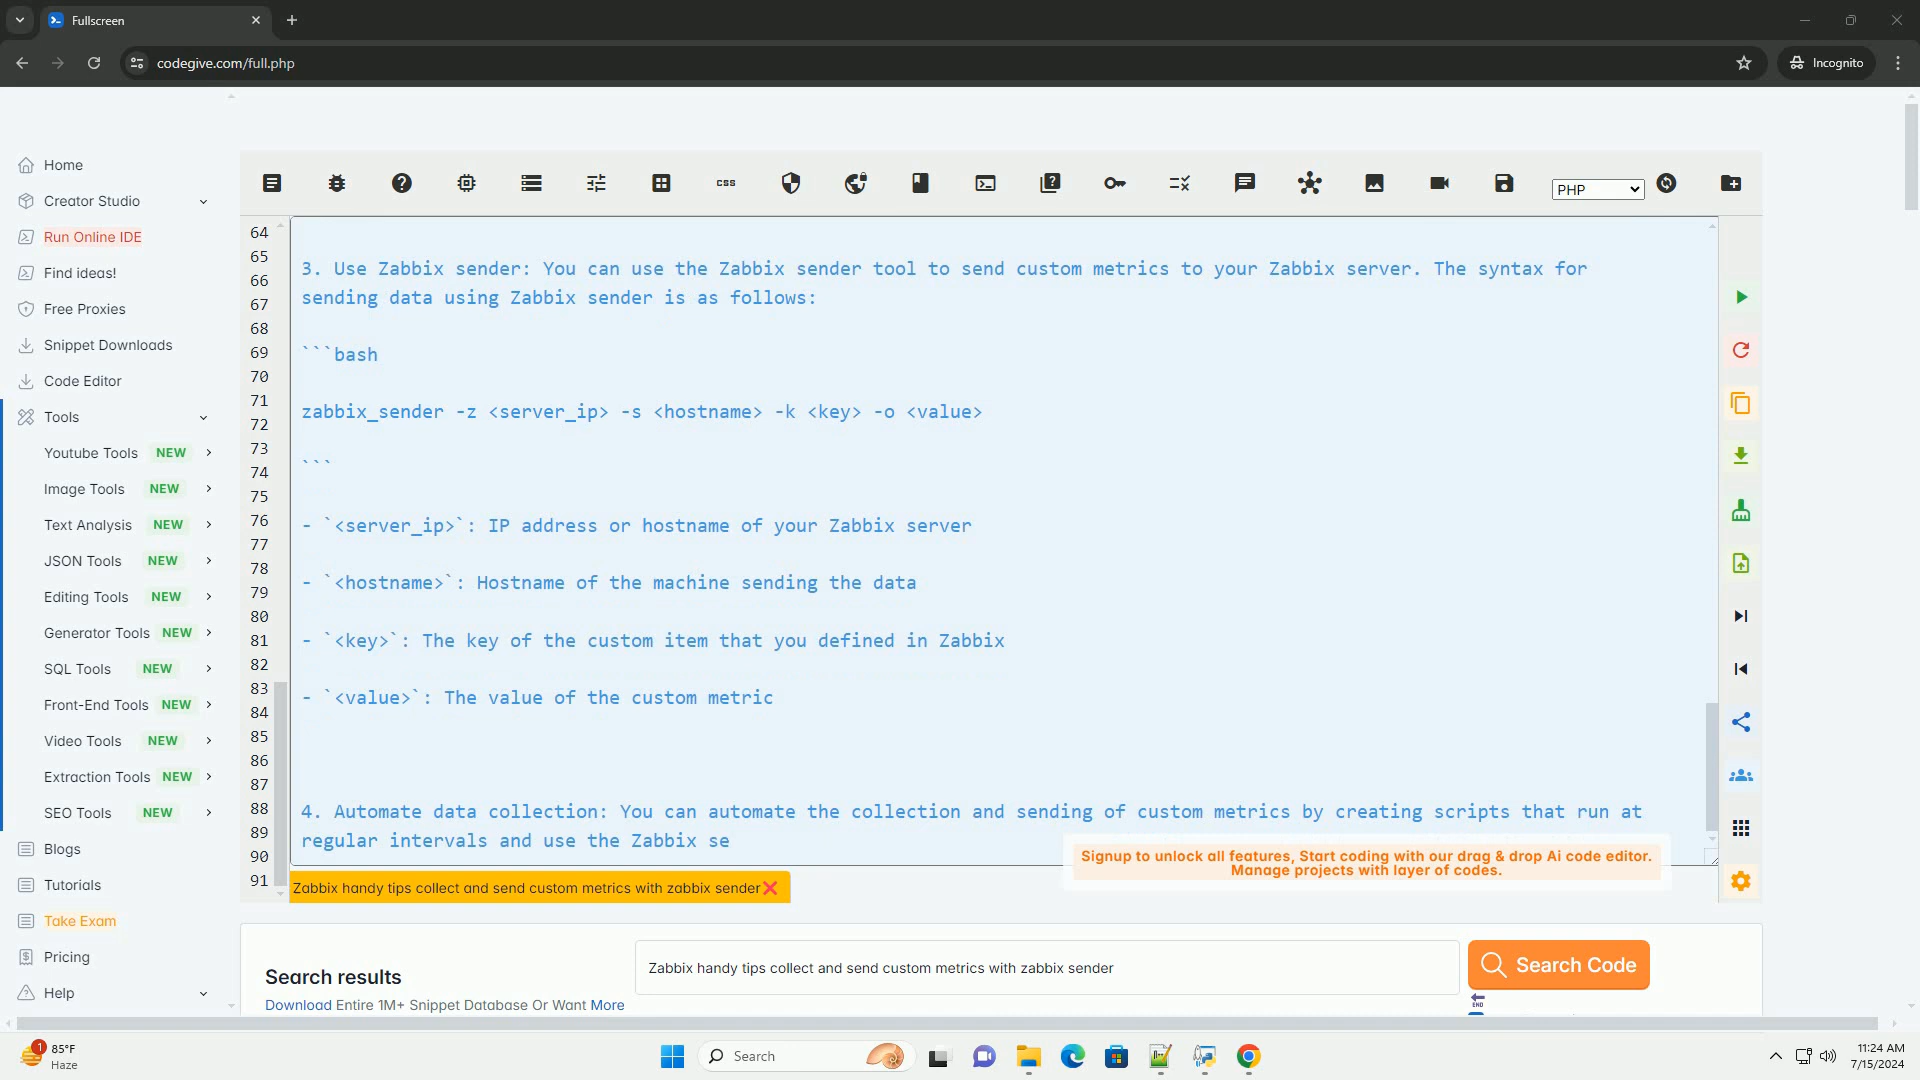 Fullscreen
codegive.com/full.php
Incognito
Home
Creator Studio
Run Online IDE
Find ideas!
Free Proxies
Snippet Downloads
Code Editor
Tools
Youtube Tools NEW
Image Tools NEW
Text Analysis NEW
JSON Tools NEW
Editing Tools NEW
Generator Tools NEW
SQL Tools NEW
Front-End Tools NEW
Video Tools NEW
Extraction Tools NEW
SEO Tools NEW
Blogs
Tutorials
Take Exam
Pricing
Help
css
PHP
64
65
66
67
68
69
70
71
72
73
74
75
76
77
78
79
80
81
82
83
84
85
86
87
88
89
90
91
3. Use Zabbix sender: You can use the Zabbix sender tool to send custom metrics to your Zabbix server. The syntax for
sending data using Zabbix sender is as follows:
```bash
zabbix_sender -z <server_ip> -s <hostname> -k <key> -o <value>
```
- `<server_ip>`: IP address or hostname of your Zabbix server
- `<hostname>`: Hostname of the machine sending the data
- `<key>`: The key of the custom item that you defined in Zabbix
- `<value>`: The value of the custom metric
4. Automate data collection: You can automate the collection and sending of custom metrics by creating scripts that run at
regular intervals and use the Zabbix se
Signup to unlock all features, Start coding with our drag & drop Ai code editor.
Manage projects with layer of codes.
Zabbix handy tips collect and send custom metrics with zabbix sender
Search results
Download Entire 1M+ Snippet Database Or Want More
Zabbix handy tips collect and send custom metrics with zabbix sender
Search Code
END
1
85°F
Haze
Search
11:24 AM
7/15/2024